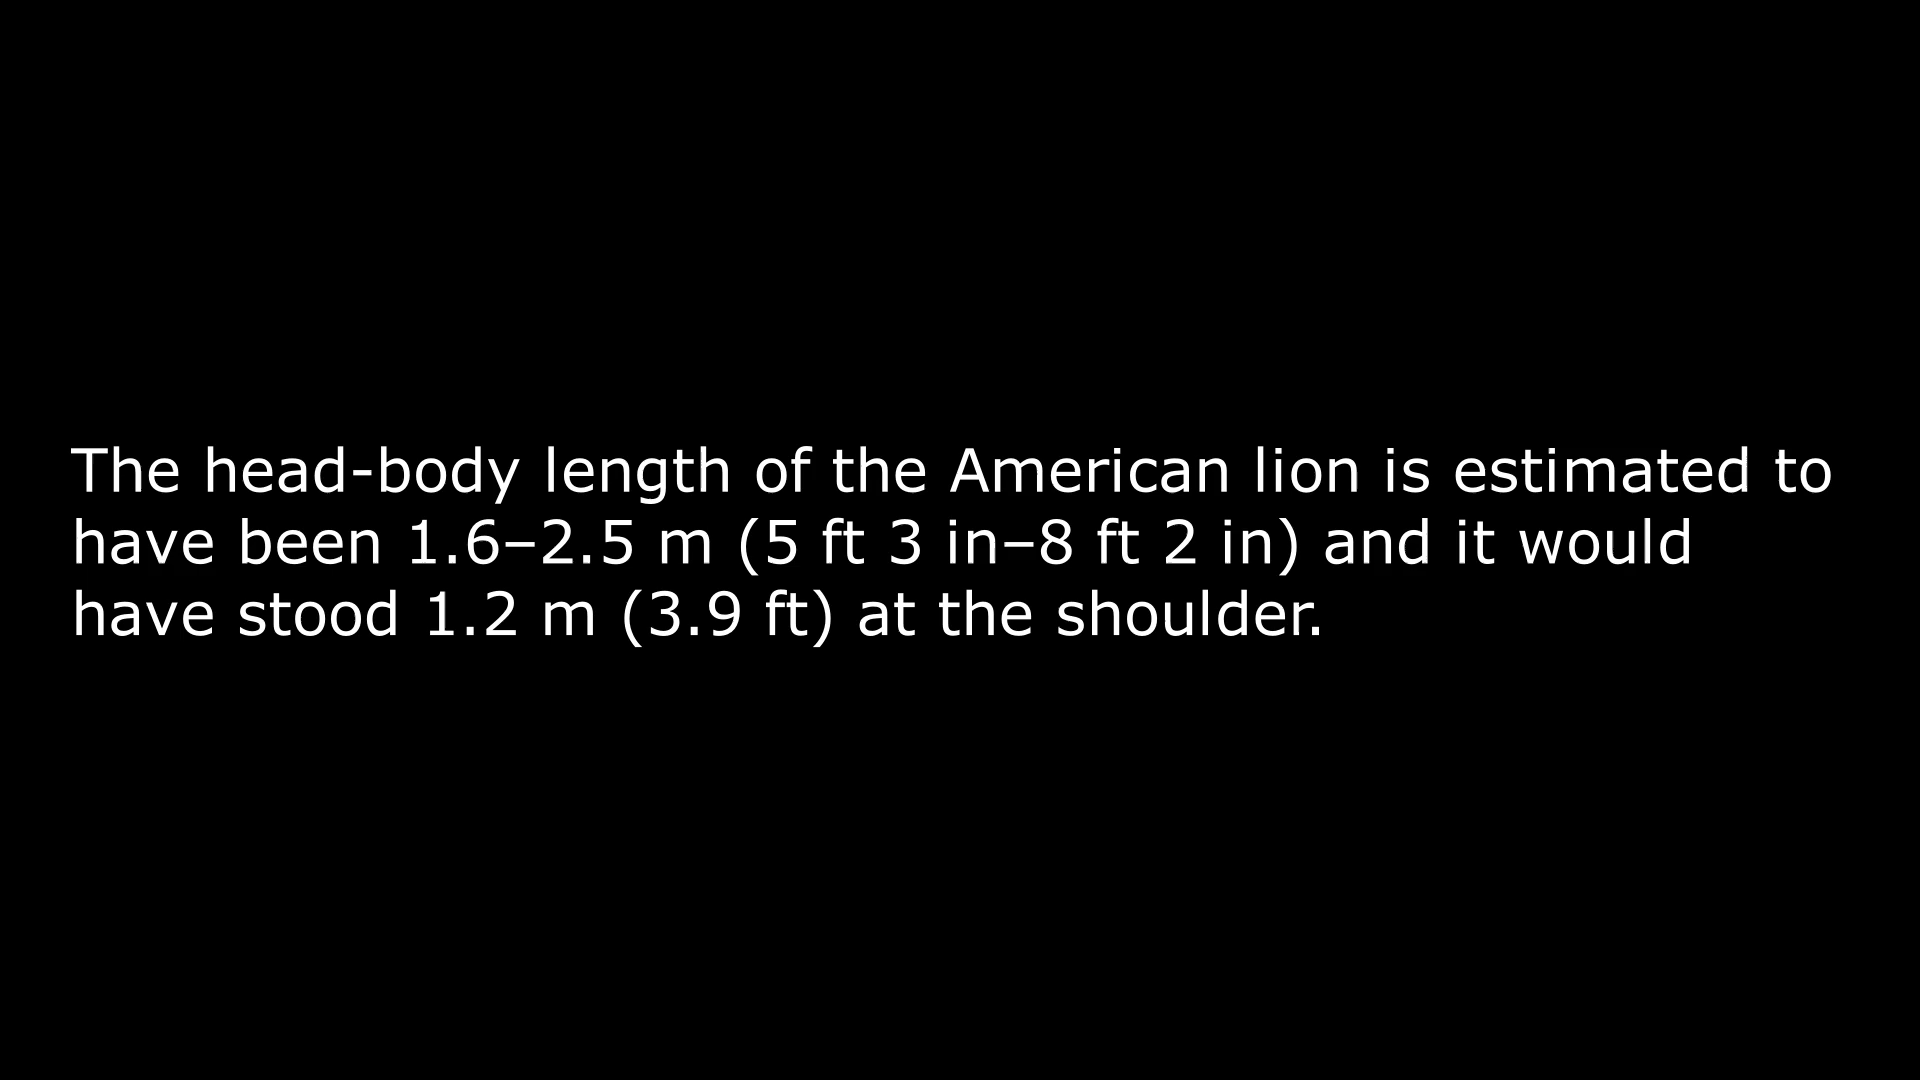 The head-body length of the American lion is estimated to
have been 1.6–2.5 m (5 ft 3 in–8 ft 2 in) and it would
have stood 1.2 m (3.9 ft) at the shoulder.